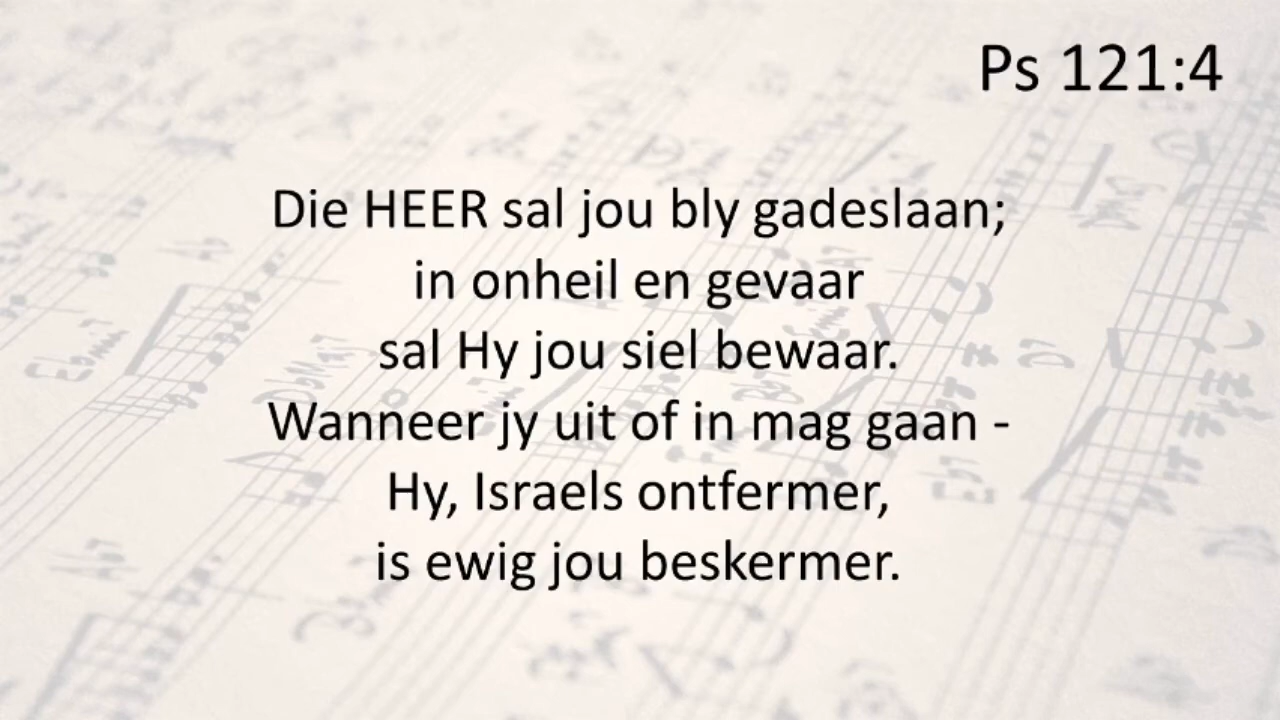 Ps 121:4
Die HEER sal jou bly gadeslaan;
in onheil en gevaar
sal Hy jou siel bewaar.
Wanneer jy uit of in mag gaan -
Hy, Israels ontfermer,
is ewig jou beskermer.